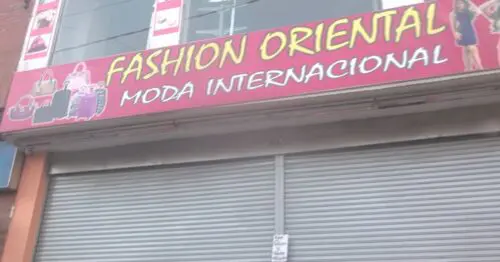 FASHION ORIENTAL
MODA INTERNACIONAL